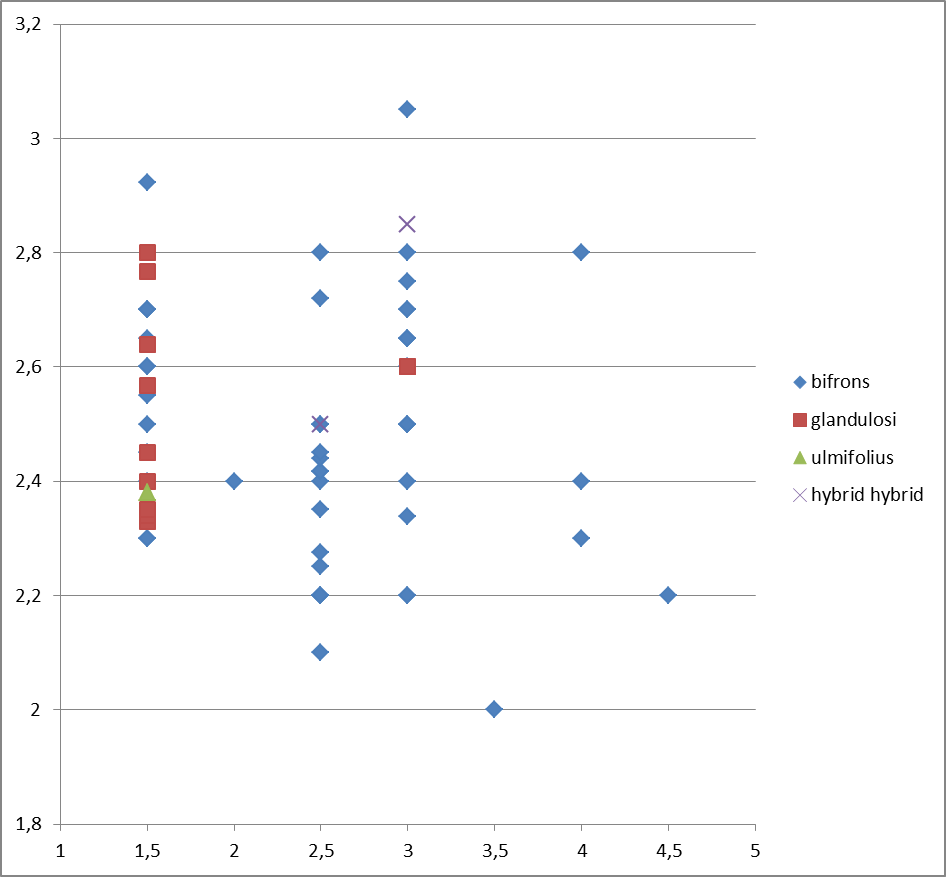 3,2
3
2,8
2,6
2,4
2,2
2
1,8
1 1,5 2 2,5 3 3,5 4 4,5 5
bifrons
glandulosi
ulmifolius
hybrid hybrid